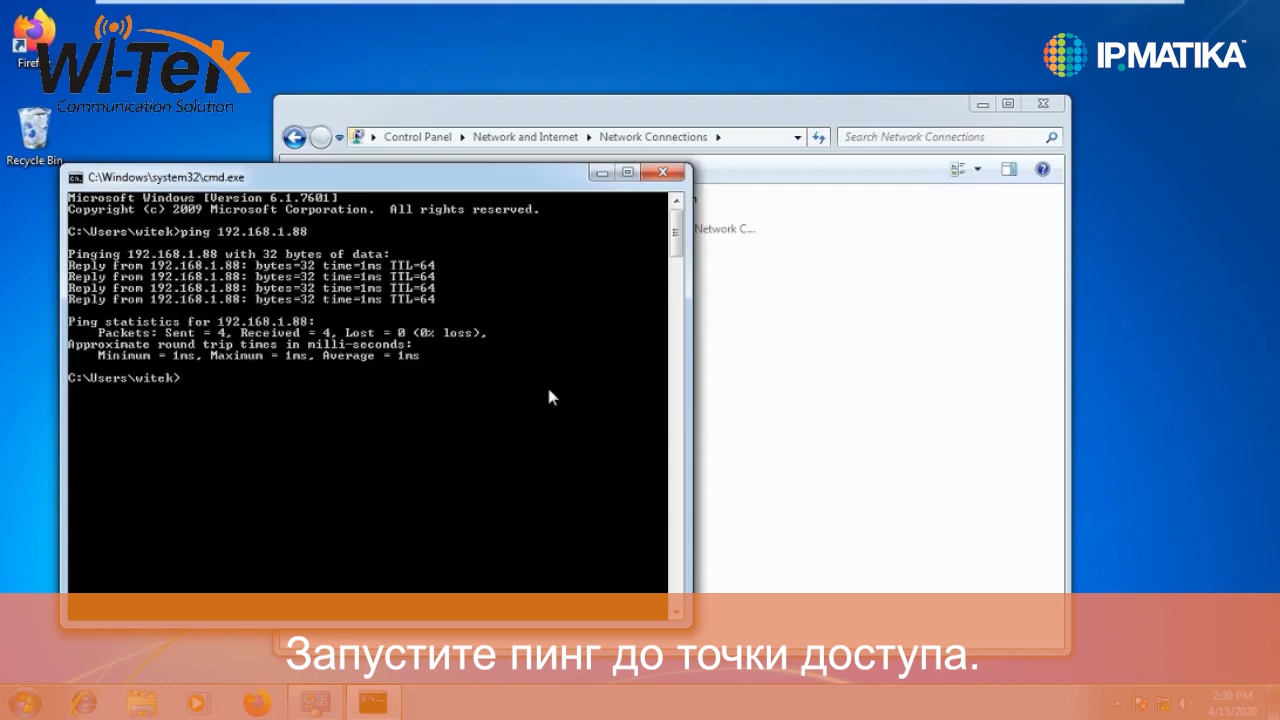 Firef
Wi-Tek
Communication Solution
IPMATIKA™
Recycle Bin
Control Panel
Network and Internet
Network Connections
Search Network Connections
Network C...
C:\Windows\system32\cmd.exe
Microsoft Windows [Version 6.1.7601]
Copyright (c) 2009 Microsoft Corporation. All rights reserved.
C:\Users\witek>ping 192.168.1.88
Pinging 192.168.1.88 with 32 bytes of data:
Reply from 192.168.1.88: bytes=32 time=1ms TTL=64
Reply from 192.168.1.88: bytes=32 time=1ms TTL=64
Reply from 192.168.1.88: bytes=32 time=1ms TTL=64
Reply from 192.168.1.88: bytes=32 time=1ms TTL=64
Ping statistics for 192.168.1.88:
Packets: Sent = 4, Received = 4, Lost = 0 (0% loss),
Approximate round trip times in milli-seconds:
Minimum = 1ms, Maximum = 1ms, Average = 1ms
C:\Users\witek>
Запустите пинг до точки доступа.
2:30 PM
4/15/2020